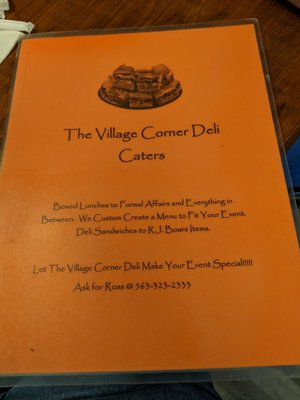 The Village Corner Deli
Caters
Boxed Lunches to Formal Affairs and Everything in
Between. We Custom Create a Menu to Fit Your Event.
Deli Sandwiches to R.J. Boars Items.
Let The Village Corner Deli Make Your Event Special!!!!!
Ask for Ross @ 563-323-2333